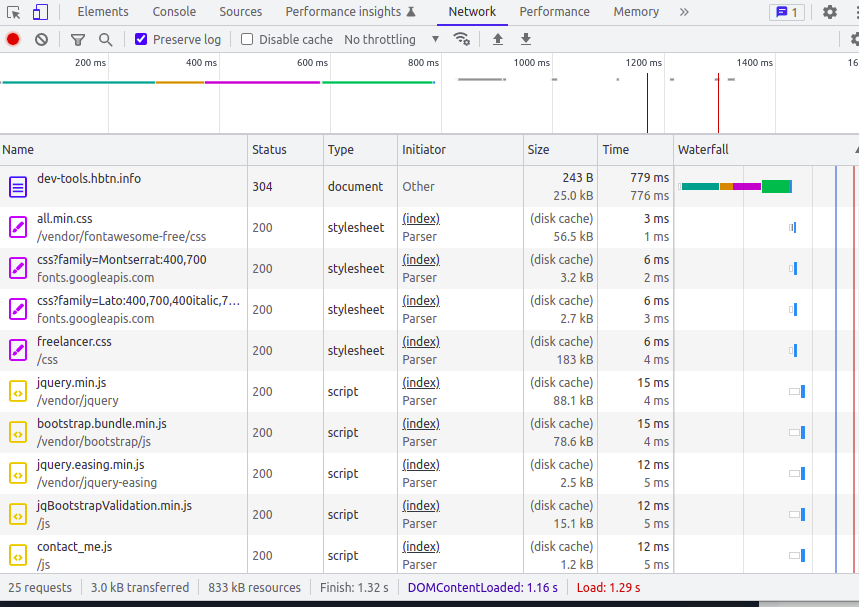 Elements Console Sources Performance insights Network Performance Memory » 1
Preserve log Disable cache No throttling
200 ms 400 ms 600 ms 800 ms 1000 ms 1200 ms 1400 ms 16
Name Status Type Initiator Size Time Waterfall
dev-tools.hbtn.info 304 document Other 243 B 779 ms
25.0 kB 776 ms
all.min.css 200 stylesheet (index) (disk cache) 3 ms
/vendor/fontawesome-free/css Parser 56.5 kB 1 ms
css?family=Montserrat:400,700 200 stylesheet (index) (disk cache) 6 ms
fonts.googleapis.com Parser 3.2 kB 2 ms
css?family=Lato:400,700,400italic,7… 200 stylesheet (index) (disk cache) 6 ms
fonts.googleapis.com Parser 2.7 kB 3 ms
freelancer.css 200 stylesheet (index) (disk cache) 6 ms
/css Parser 183 kB 4 ms
jquery.min.js 200 script (index) (disk cache) 15 ms
/vendor/jquery Parser 88.1 kB 4 ms
bootstrap.bundle.min.js 200 script (index) (disk cache) 15 ms
/vendor/bootstrap/js Parser 78.6 kB 4 ms
jquery.easing.min.js 200 script (index) (disk cache) 12 ms
/vendor/jquery-easing Parser 2.5 kB 5 ms
jqBootstrapValidation.min.js 200 script (index) (disk cache) 12 ms
/js Parser 15.1 kB 5 ms
contact_me.js 200 script (index) (disk cache) 12 ms
/js Parser 1.2 kB 5 ms
25 requests 3.0 kB transferred 833 kB resources Finish: 1.32 s DOMContentLoaded: 1.16 s Load: 1.29 s